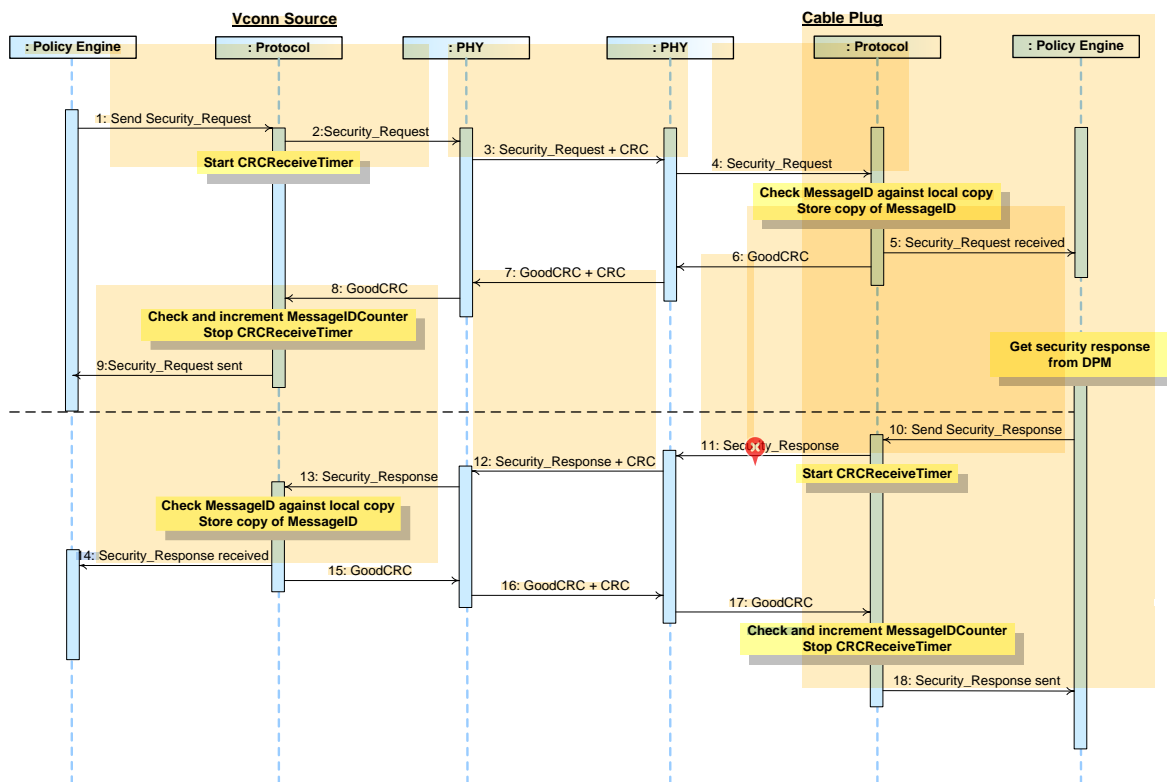 Vconn Source
Cable Plug
: Policy Engine
: Protocol
: PHY
: PHY
: Protocol
: Policy Engine
1: Send Security_Request
2:Security_Request
Start CRCReceiveTimer
3: Security_Request + CRC
4: Security_Request
Check MessageID against local copy
Store copy of MessageID
5: Security_Request received
6: GoodCRC
7: GoodCRC + CRC
8: GoodCRC
Check and increment MessageIDCounter
Stop CRCReceiveTimer
9:Security_Request sent
Get security response
from DPM
10: Send Security_Response
11: Security_Response
Start CRCReceiveTimer
12: Security_Response + CRC
13: Security_Response
Check MessageID against local copy
Store copy of MessageID
14: Security_Response received
15: GoodCRC
16: GoodCRC + CRC
17: GoodCRC
Check and increment MessageIDCounter
Stop CRCReceiveTimer
18: Security_Response sent